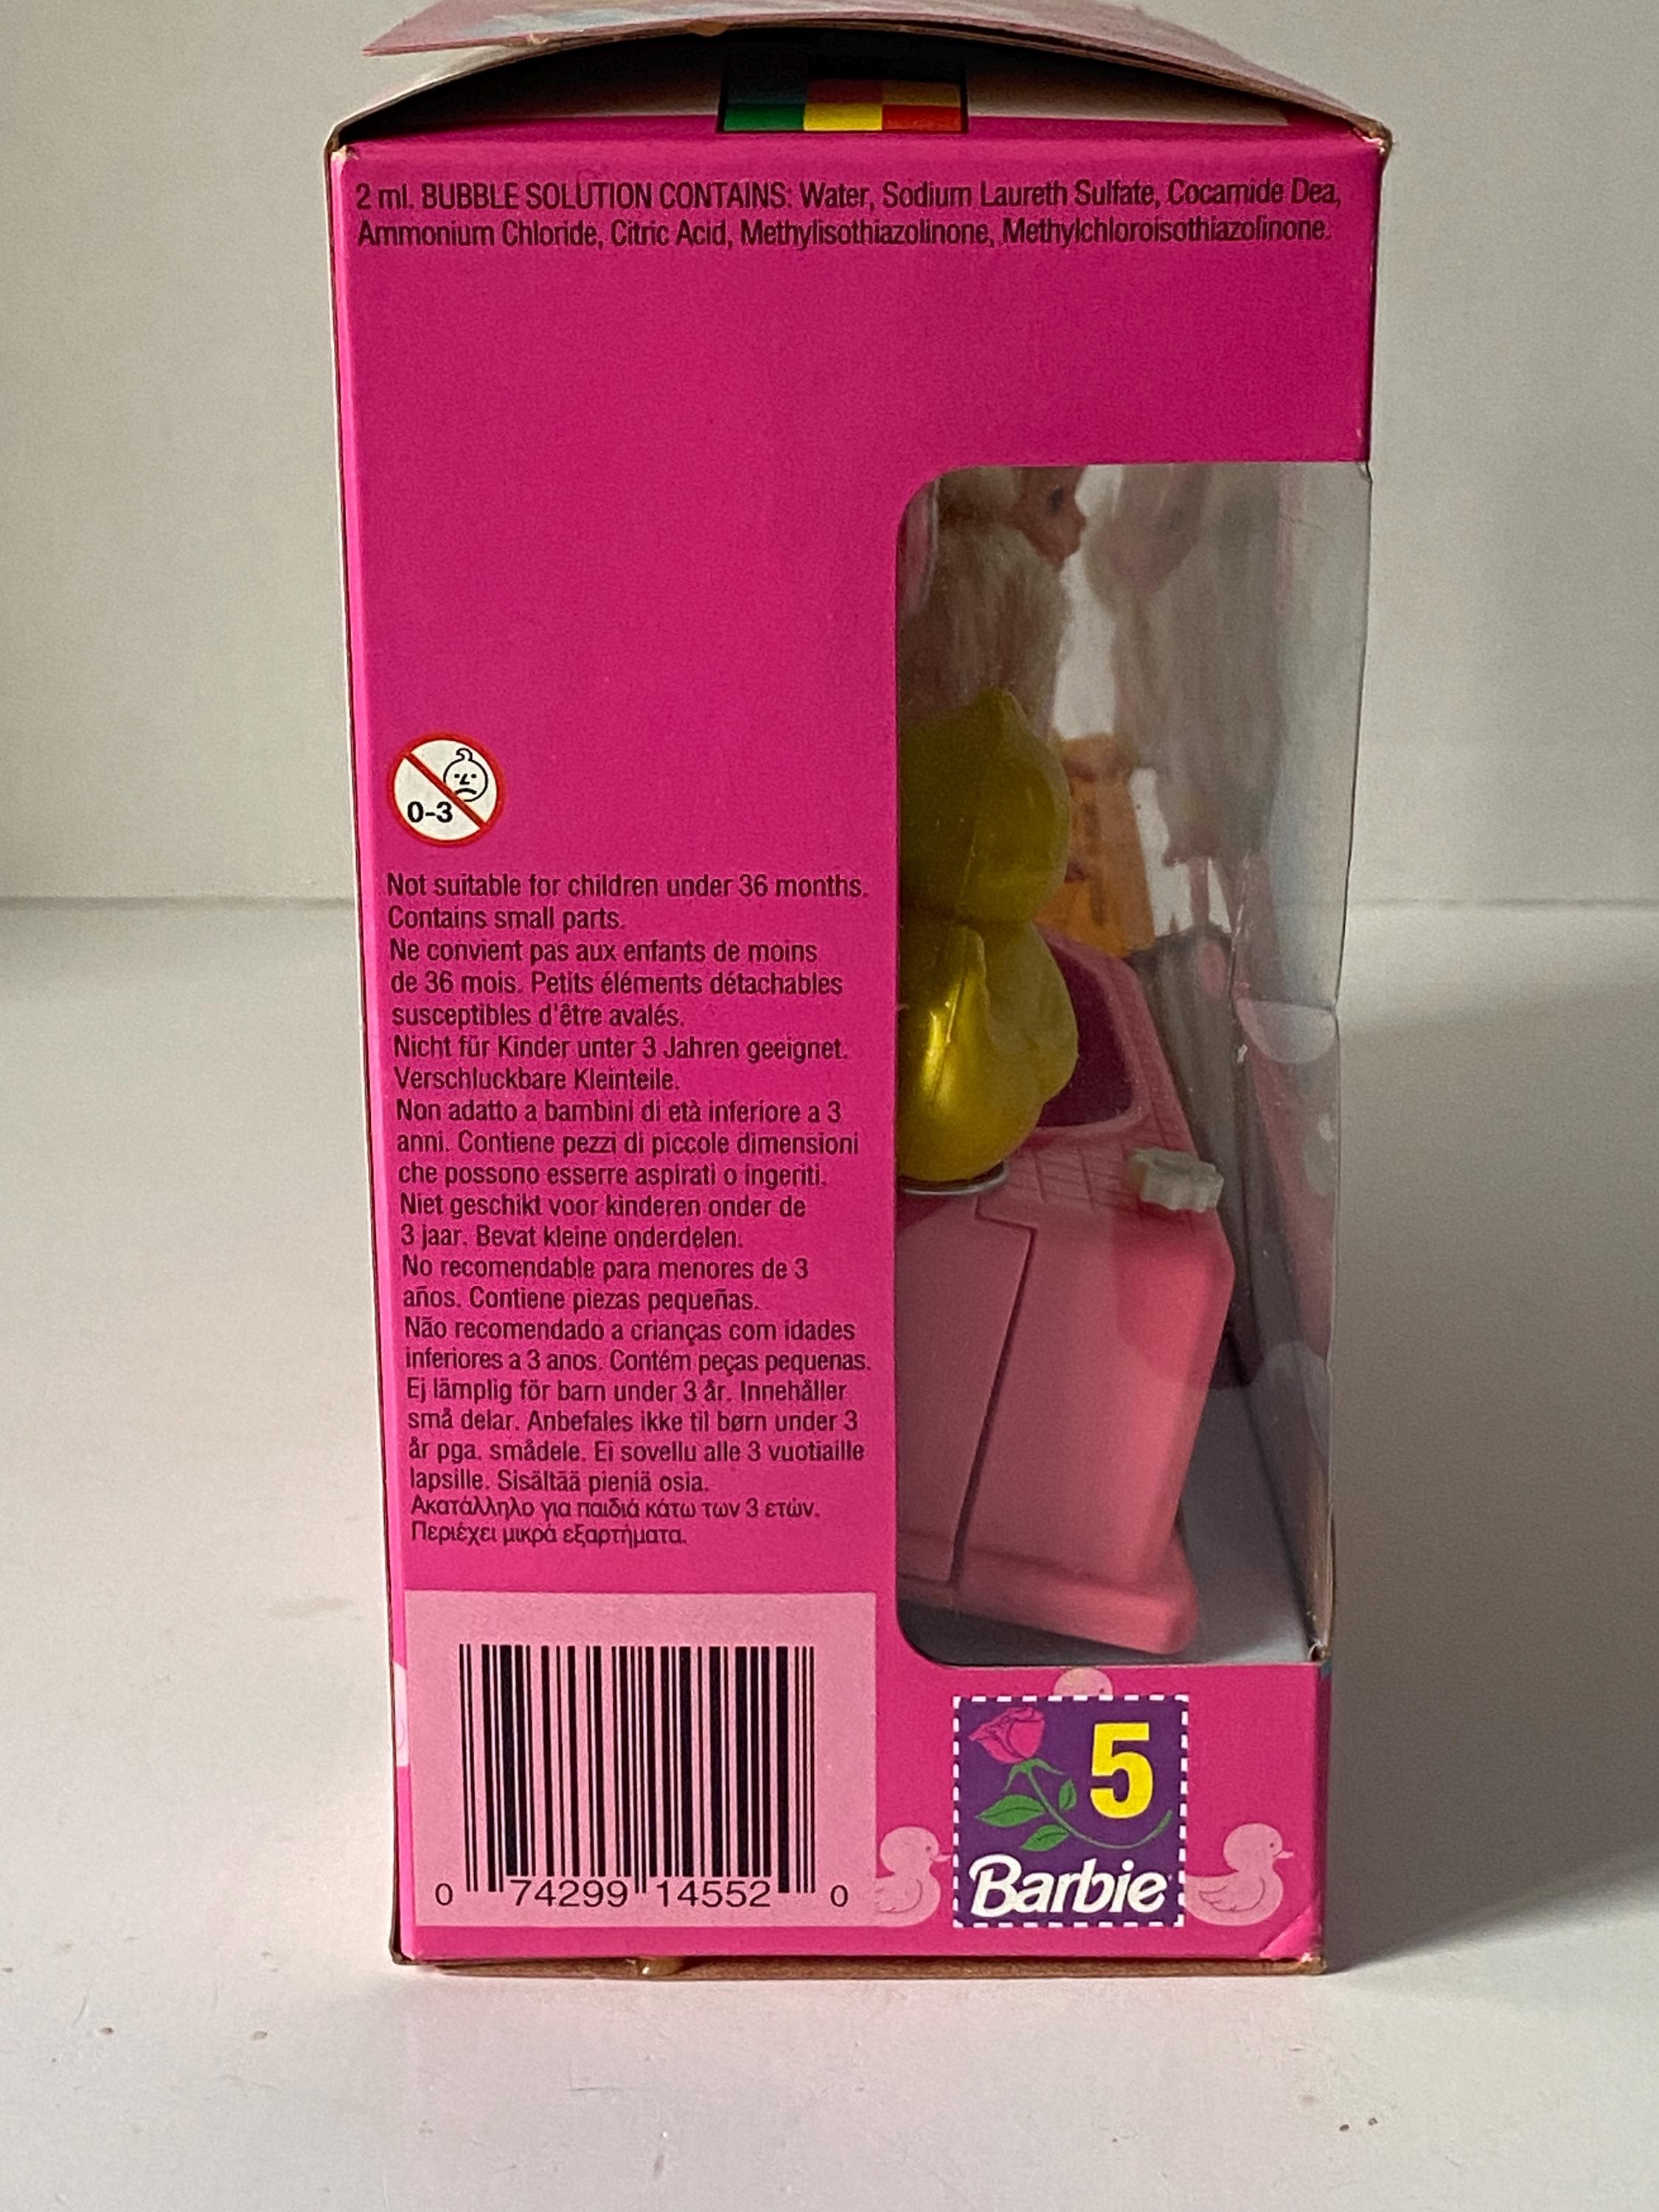 2 ml. BUBBLE SOLUTION CONTAINS: Water, Sodium Laureth Sulfate, Cocamide Dea,
Ammonium Chloride, Citric Acid, Methylisothiazolinone, Methylchloroisothiazolinone.
0-3
Not suitable for children under 36 months.
Contains small parts.
Ne convient pas aux enfants de moins
de 36 mois. Petits éléments détachables
susceptibles d'être avalés.
Nicht für Kinder unter 3 Jahren geeignet.
Verschluckbare Kleinteile.
Non adatto a bambini di età inferiore a 3
anni. Contiene pezzi di piccole dimensioni
che possono esserre aspirati o ingeriti.
Niet geschikt voor kinderen onder de
3 jaar. Bevat kleine onderdelen.
No recomendable para menores de 3
años. Contiene piezas pequeñas.
Não recomendado a crianças com idades
inferiores a 3 anos. Contém peças pequenas.
Ej lämplig för barn under 3 år. Innehåller
små delar. Anbefales ikke til børn under 3
år pga. smådele. Ei sovellu alle 3 vuotiaille
lapsille. Sisältää pieniä osia.
Ακατάλληλο για παιδιά κάτω των 3 ετών.
Περιέχει μικρά εξαρτήματα.
0 74299 14552 0
5
Barbie